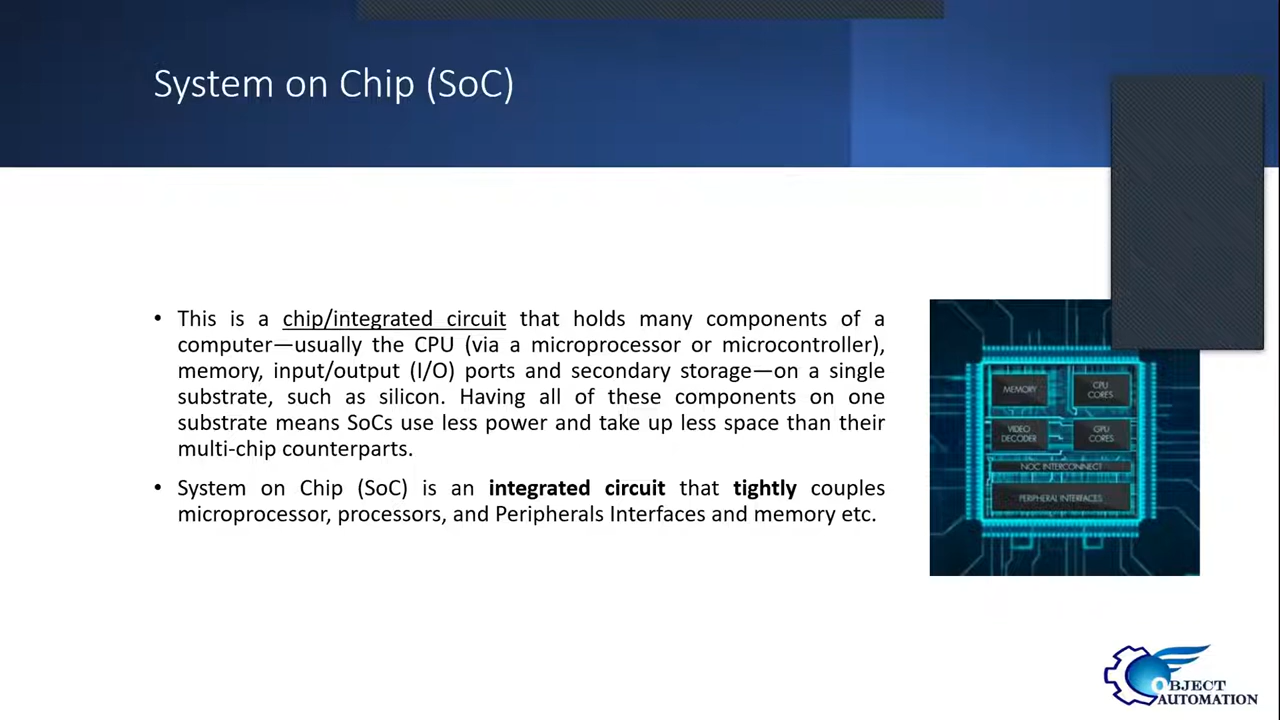 System on Chip (SoC)
• This is a chip/integrated circuit that holds many components of a
computer—usually the CPU (via a microprocessor or microcontroller),
memory, input/output (I/O) ports and secondary storage—on a single
substrate, such as silicon. Having all of these components on one
substrate means SoCs use less power and take up less space than their
multi-chip counterparts.
• System on Chip (SoC) is an integrated circuit that tightly couples
microprocessor, processors, and Peripherals Interfaces and memory etc.
MEMORY
CPU
CORES
VIDEO
DECODER
GPU
CORES
NOC INTERCONNECT
PERIPHERAL INTERFACES
OBJECT
AUTOMATION